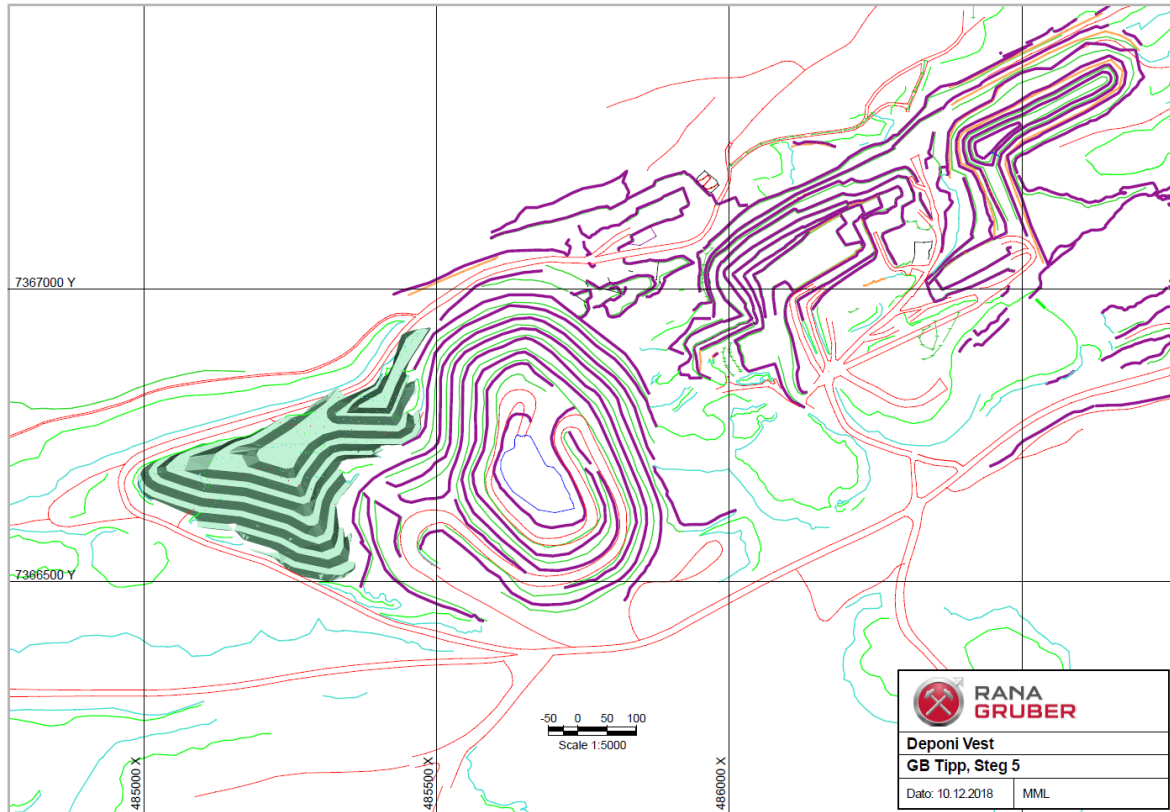 7367000 Y
7366500 Y
485000 X
485500 X
486000 X
-50 0 50 100
Scale 1:5000
RANA
GRUBER
Deponi Vest
GB Tipp, Steg 5
Dato: 10.12.2018 MML